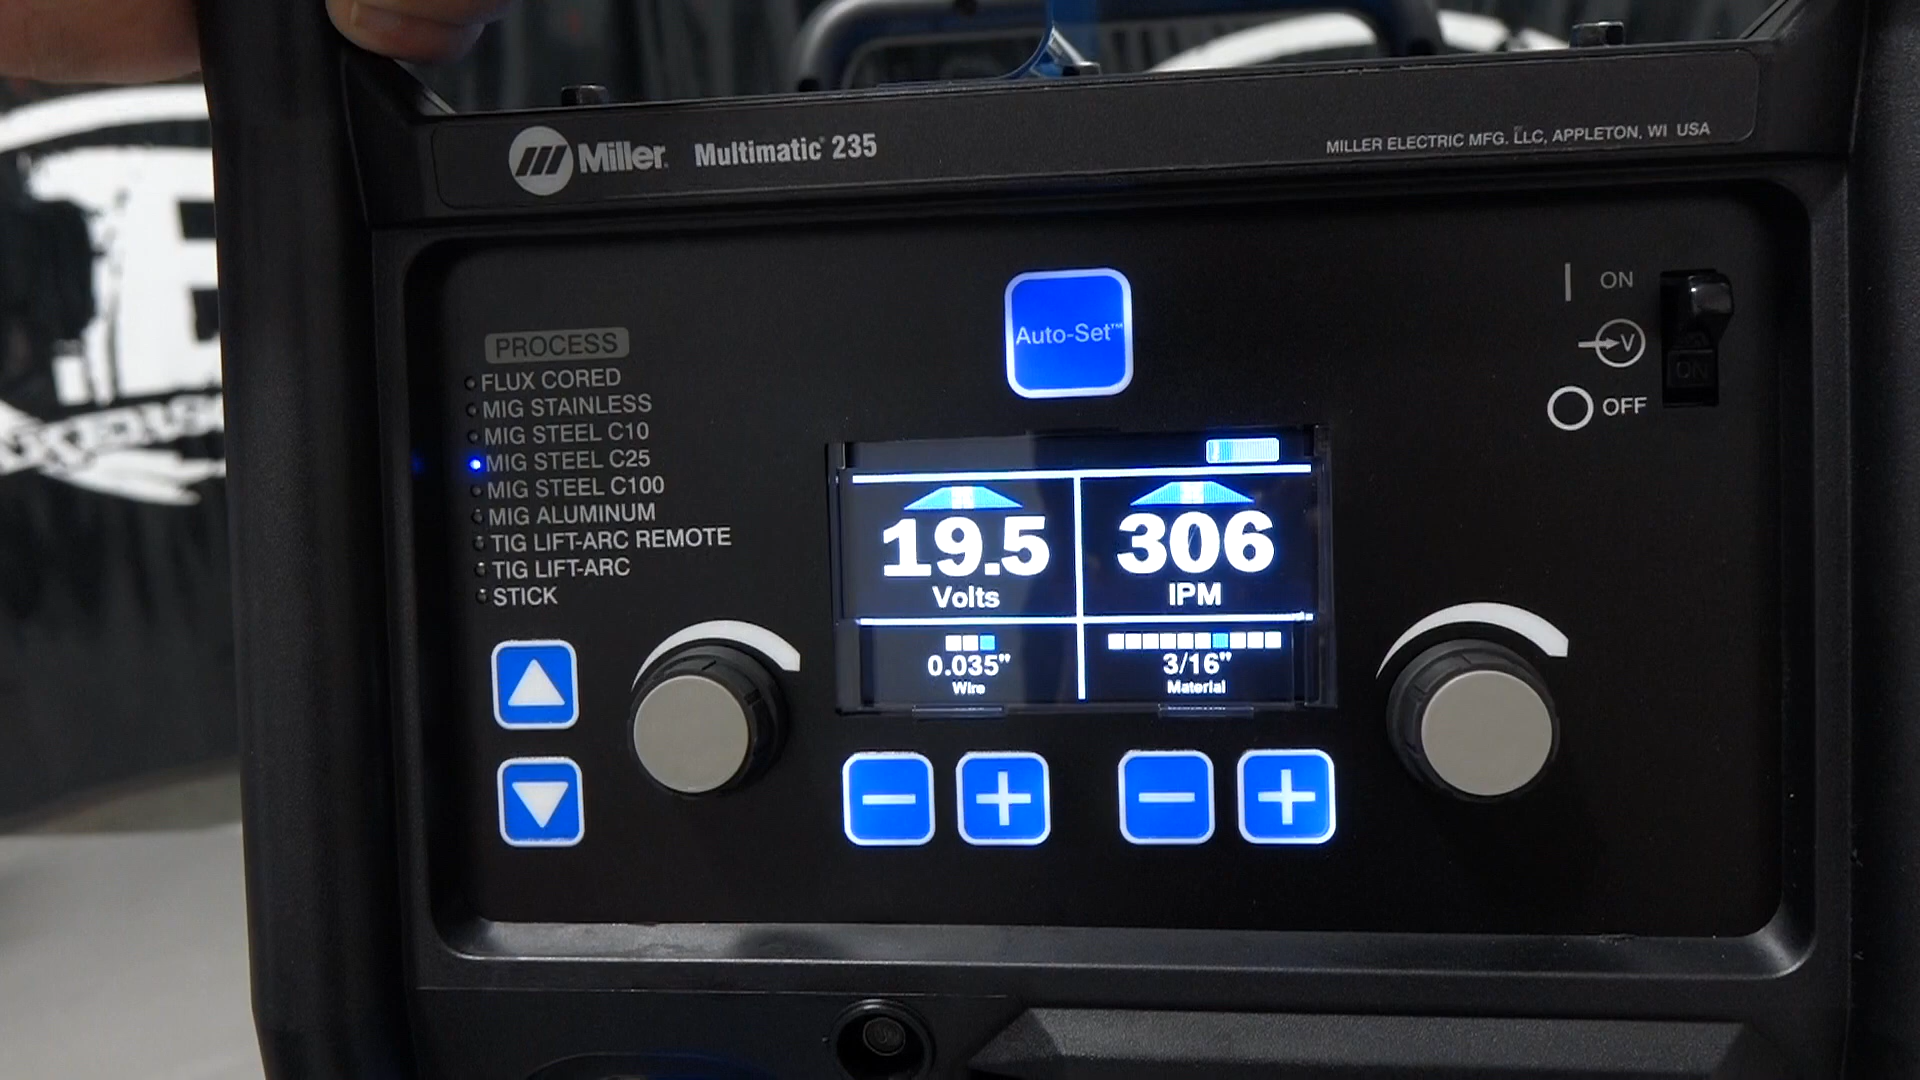 Miller® Multimatic® 235
MILLER ELECTRIC MFG. LLC, APPLETON, WI USA
Auto-Set™
ON
V
ON
OFF
PROCESS
FLUX CORED
MIG STAINLESS
MIG STEEL C10
MIG STEEL C25
MIG STEEL C100
MIG ALUMINUM
TIG LIFT-ARC REMOTE
TIG LIFT-ARC
STICK
19.5
Volts
306
IPM
0.035"
Wire
3/16"
Material